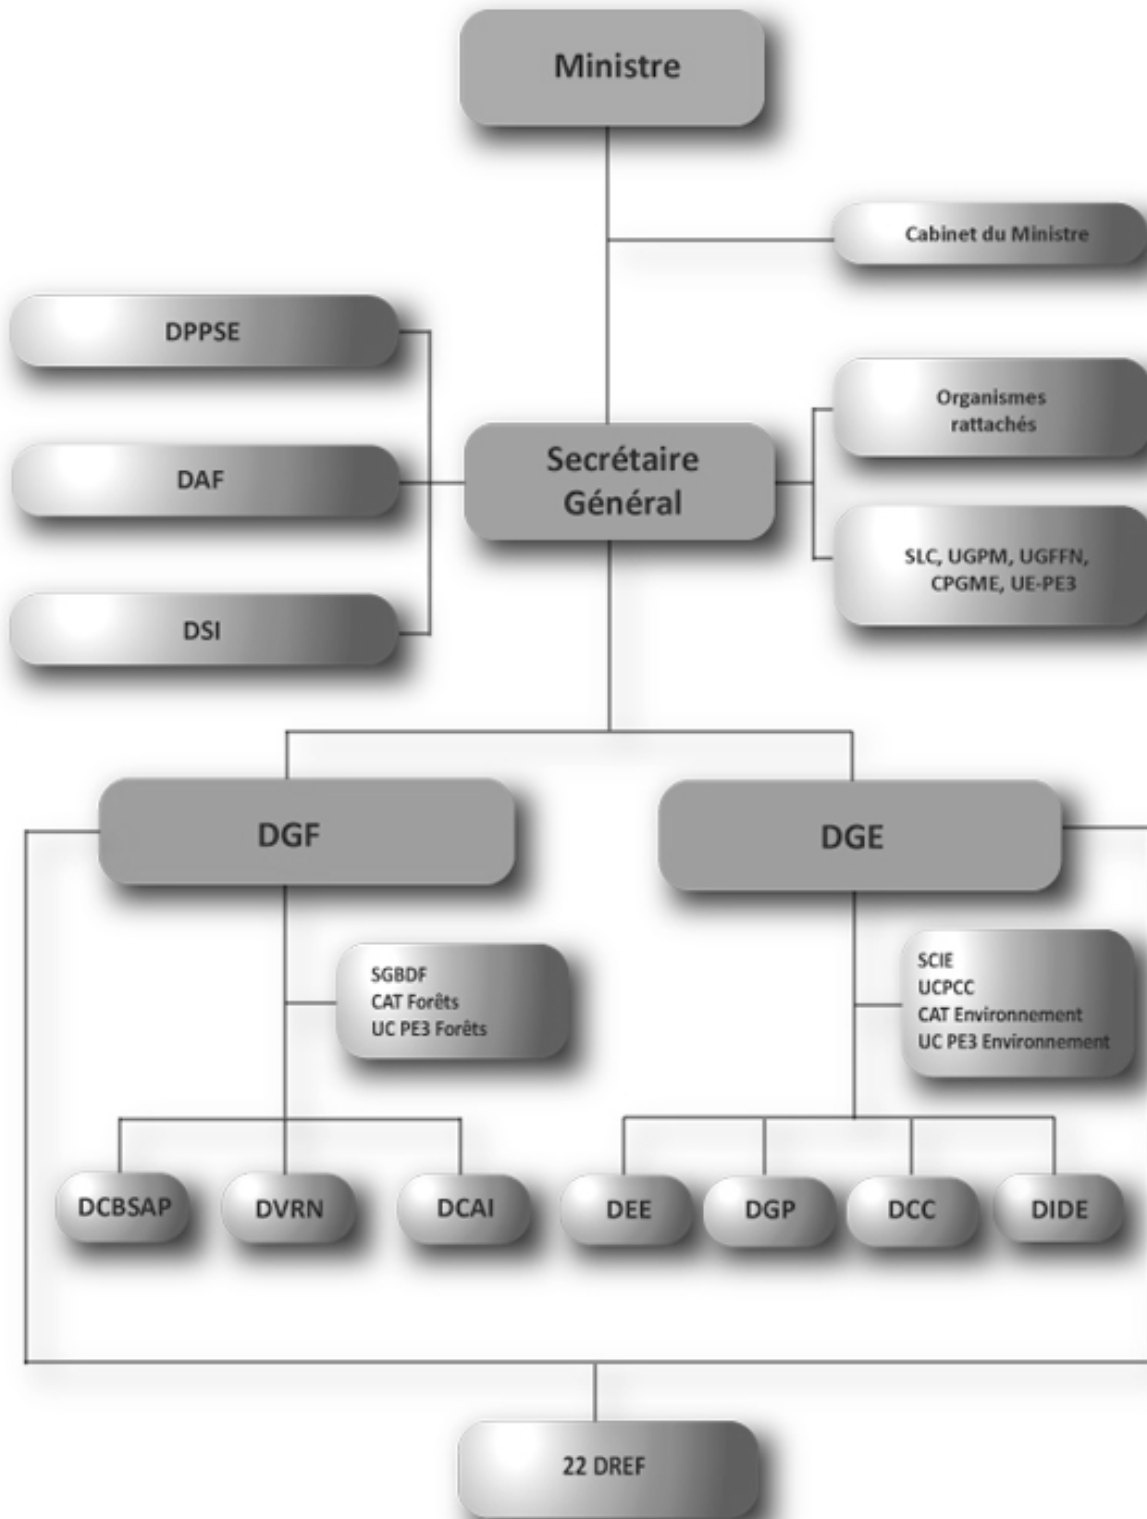 Ministre
Cabinet du Ministre
DPPSE
DAF
DSI
Secrétaire
Général
Organismes
rattachés
SLC, UGPM, UGFFN,
CPGME, UE-PE3
DGF
DGE
SGBDF
CAT Forêts
UC PE3 Forêts
SCIE
UCPCC
CAT Environnement
UC PE3 Environnement
DCBSAP
DVRN
DCAI
DEE
DGP
DCC
DIDE
22 DREF